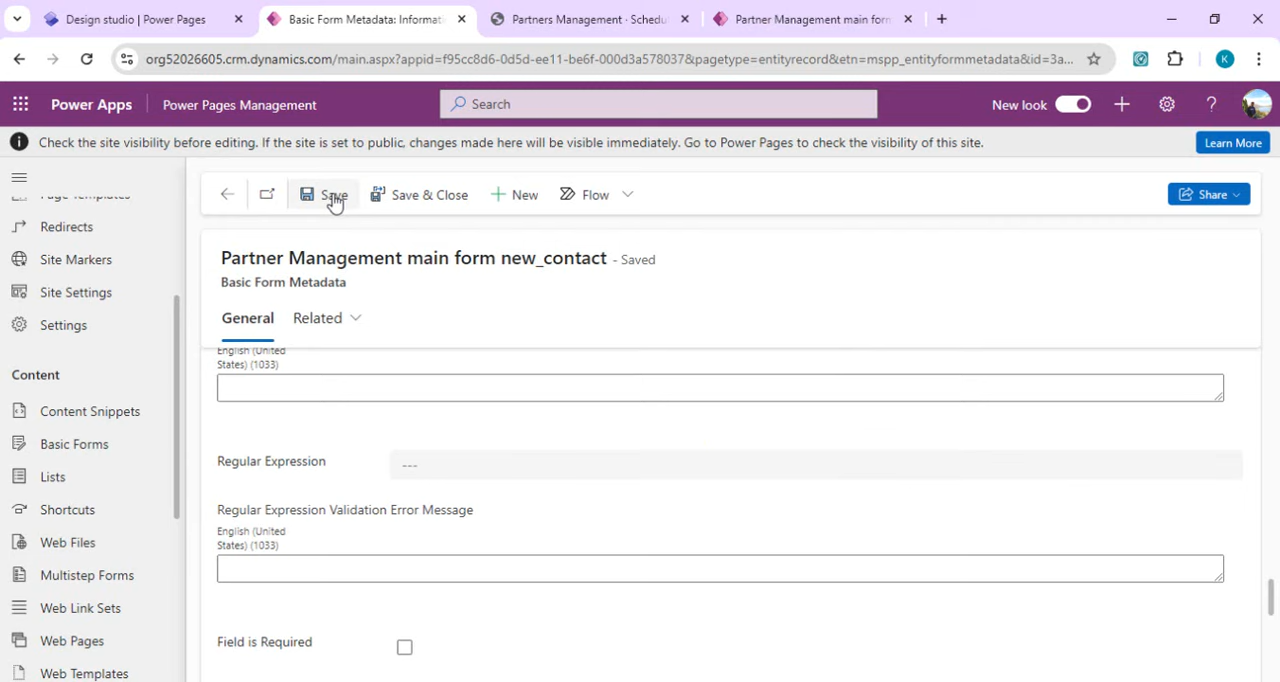 Design studio | Power Pages
Basic Form Metadata: Informati
Partners Management · Schedu
Partner Management main form
org52026605.crm.dynamics.com/main.aspx?appid=f95cc8d6-0d5d-ee11-be6f-000d3a578037&pagetype=entityrecord&etn=mspp_entityformmetadata&id=3a...
K
Power Apps
Power Pages Management
Search
New look
Check the site visibility before editing. If the site is set to public, changes made here will be visible immediately. Go to Power Pages to check the visibility of this site.
Learn More
Page Templates
Redirects
Site Markers
Site Settings
Settings
Content
Content Snippets
Basic Forms
Lists
Shortcuts
Web Files
Multistep Forms
Web Link Sets
Web Pages
Web Templates
Save
Save & Close
New
Flow
Share
Partner Management main form new_contact - Saved
Basic Form Metadata
General
Related
English (United
States) (1033)
Regular Expression
---
Regular Expression Validation Error Message
English (United
States) (1033)
Field is Required